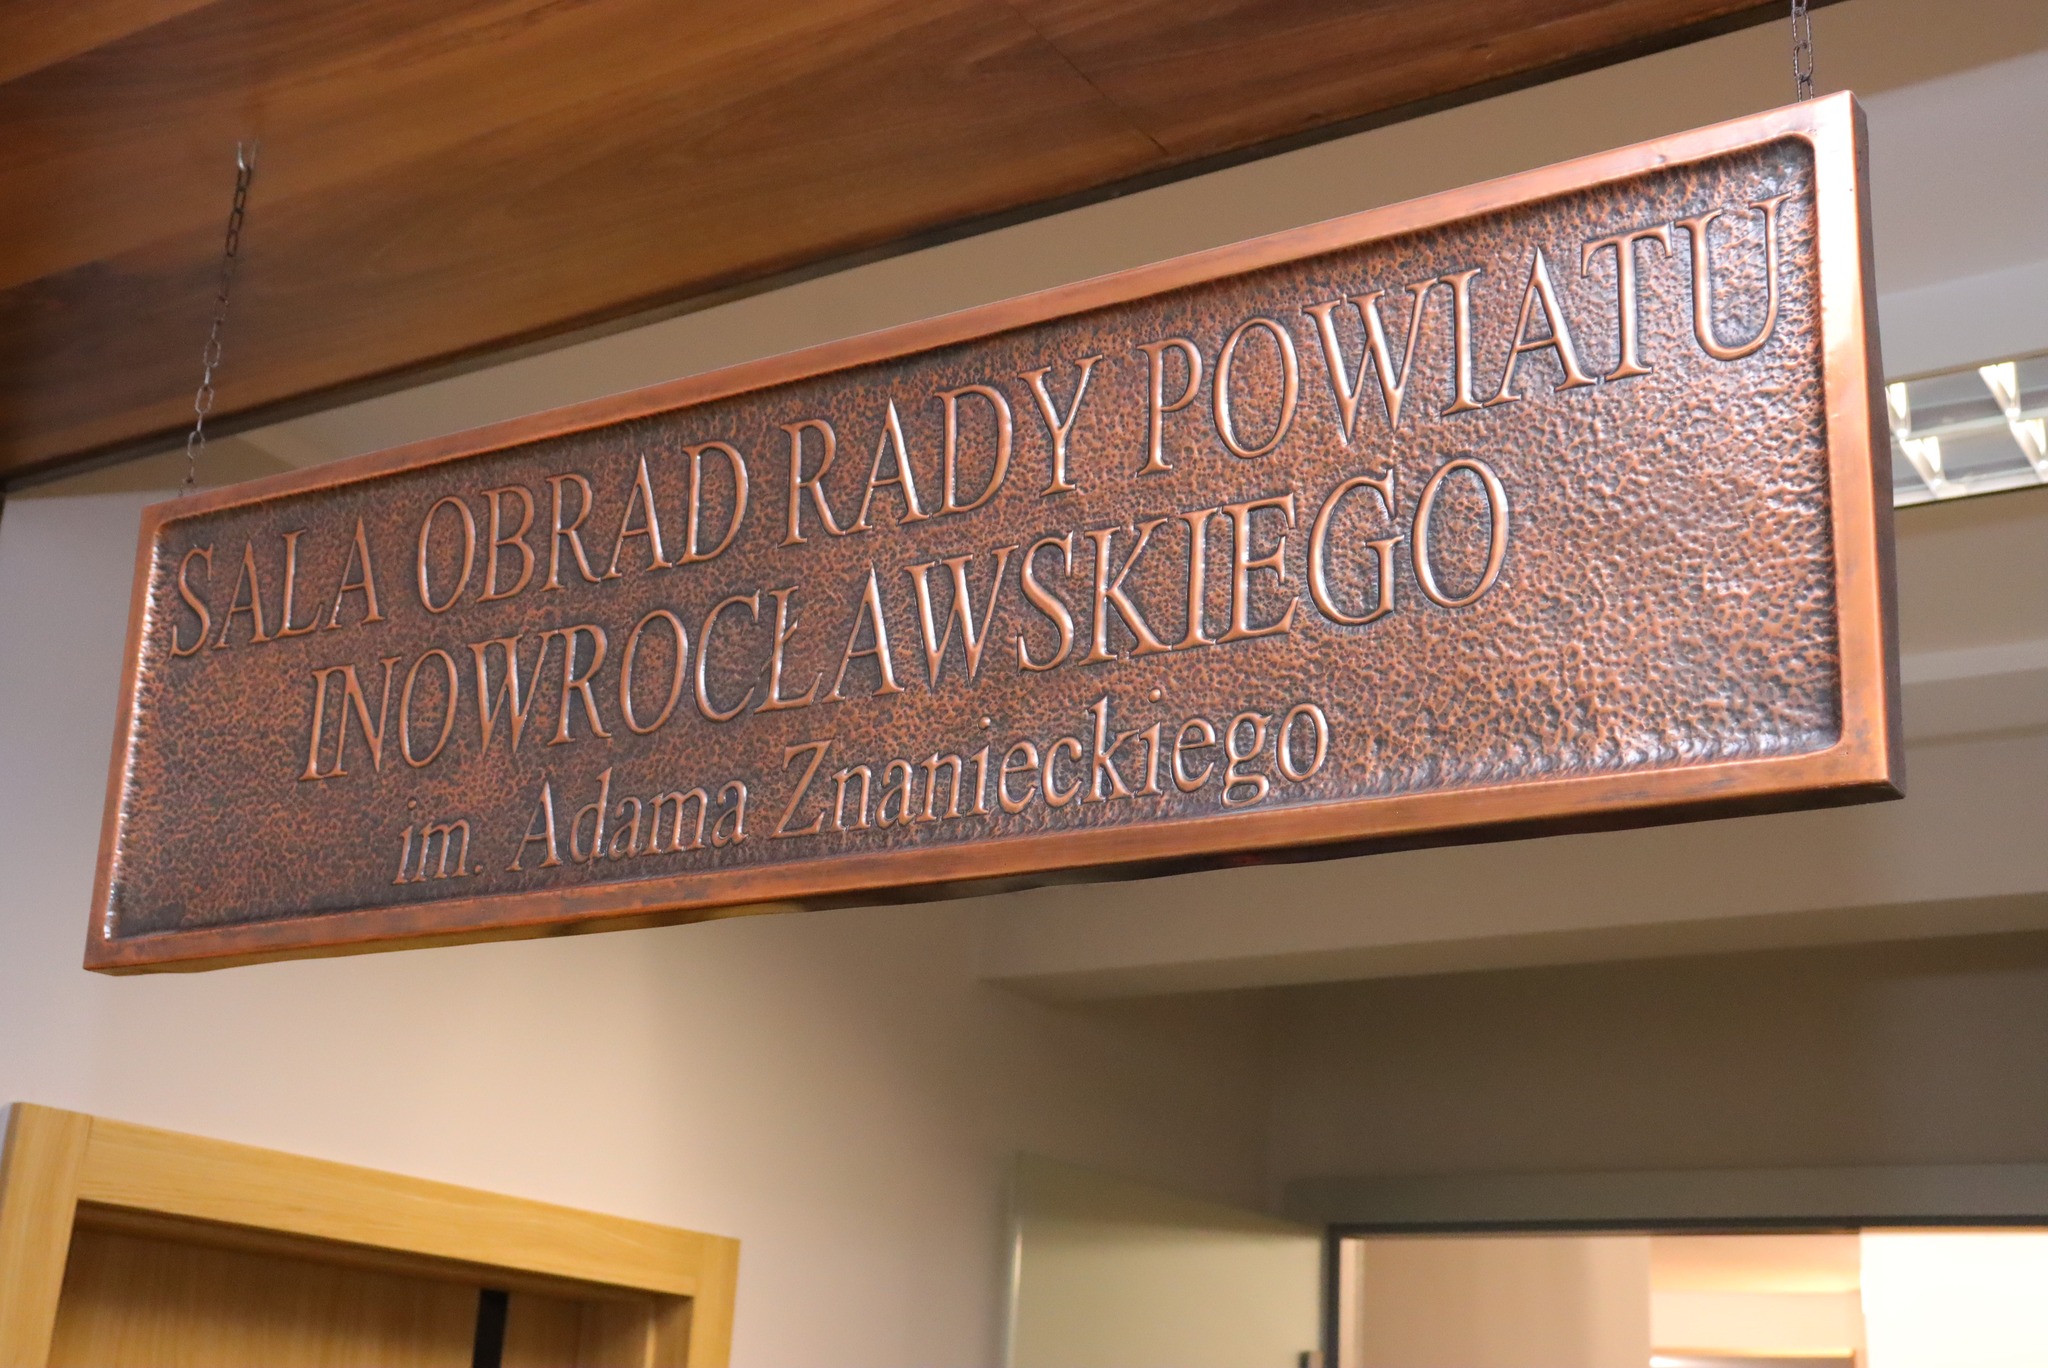 SALA OBRAD RADY POWIATU
INOWROCŁAWSKIEGO
im. Adama Znanieckiego